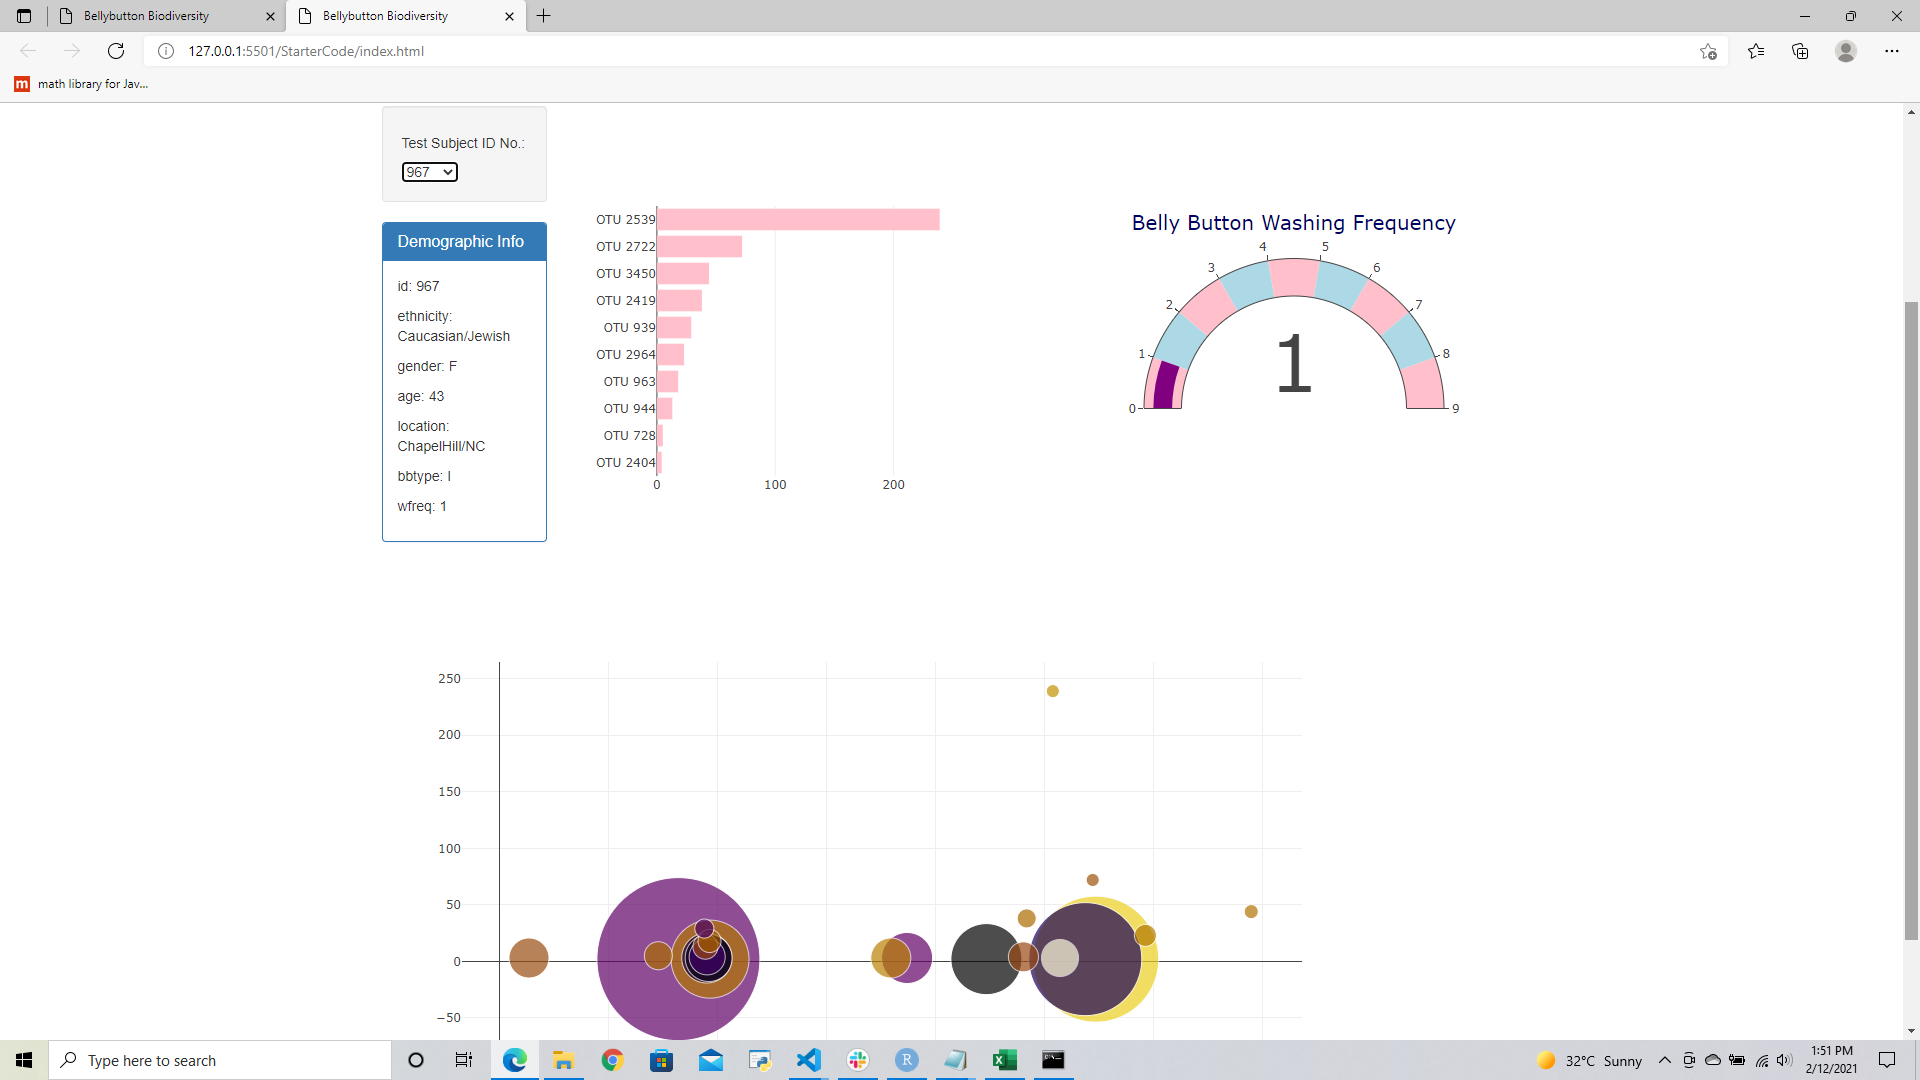 Bellybutton Biodiversity
Bellybutton Biodiversity
127.0.0.1:5501/StarterCode/index.html
m math library for Jav...
Test Subject ID No.:
967
Demographic Info
id: 967
ethnicity:
Caucasian/Jewish
gender: F
age: 43
location:
ChapelHill/NC
bbtype: I
wfreq: 1
OTU 2539
OTU 2722
OTU 3450
OTU 2419
OTU 939
OTU 2964
OTU 963
OTU 944
OTU 728
OTU 2404
0 100 200
Belly Button Washing Frequency
0 1 2 3 4 5 6 7 8 9
1
250
200
150
100
50
0
−50
Type here to search
R
32°C Sunny
1:51 PM
2/12/2021